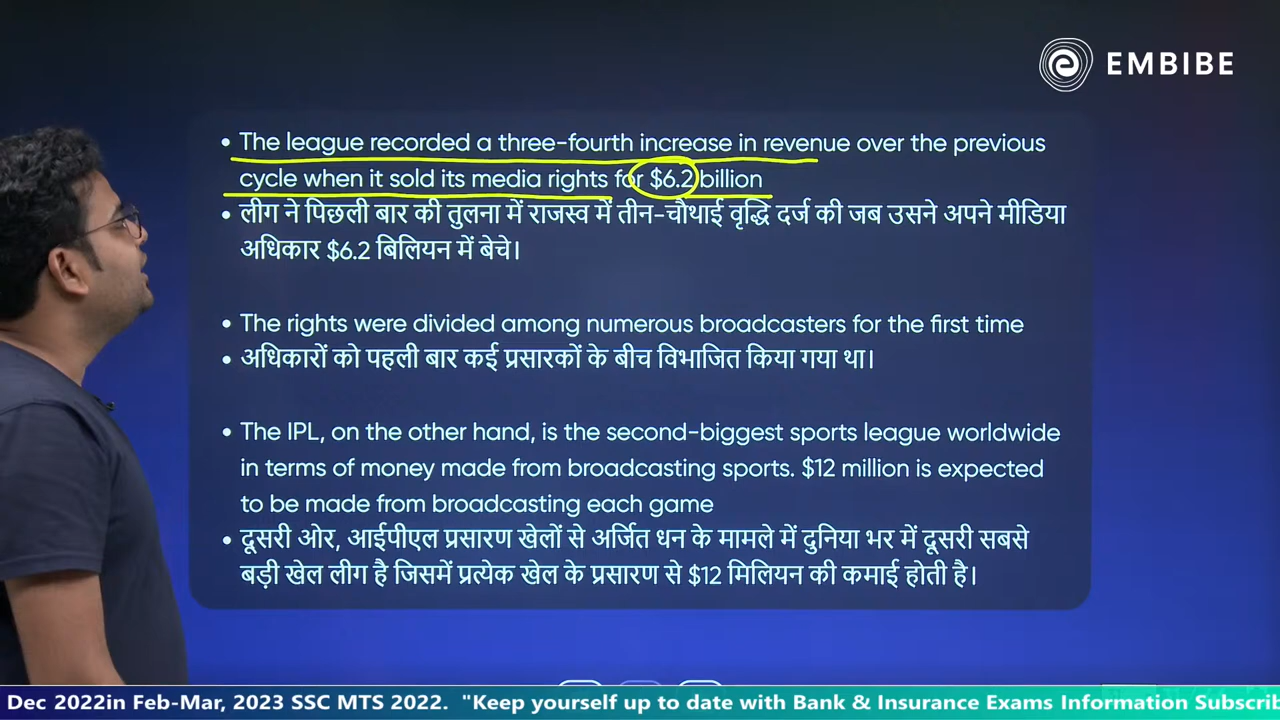 EMBIBE
• The league recorded a three-fourth increase in revenue over the previous
cycle when it sold its media rights for $6.2 billion
• लीग ने पिछली बार की तुलना में राजस्व में तीन-चौथाई वृद्धि दर्ज की जब उसने अपने मीडिया
अधिकार $6.2 बिलियन में बेचे।
• The rights were divided among numerous broadcasters for the first time
• अधिकारों को पहली बार कई प्रसारकों के बीच विभाजित किया गया था।
• The IPL, on the other hand, is the second-biggest sports league worldwide
in terms of money made from broadcasting sports. $12 million is expected
to be made from broadcasting each game
• दूसरी ओर, आईपीएल प्रसारण खेलों से अर्जित धन के मामले में दुनिया भर में दूसरी सबसे
बड़ी खेल लीग है जिसमें प्रत्येक खेल के प्रसारण से $12 मिलियन की कमाई होती है।
Dec 2022in Feb-Mar, 2023 SSC MTS 2022. "Keep yourself up to date with Bank & Insurance Exams Information Subscrib